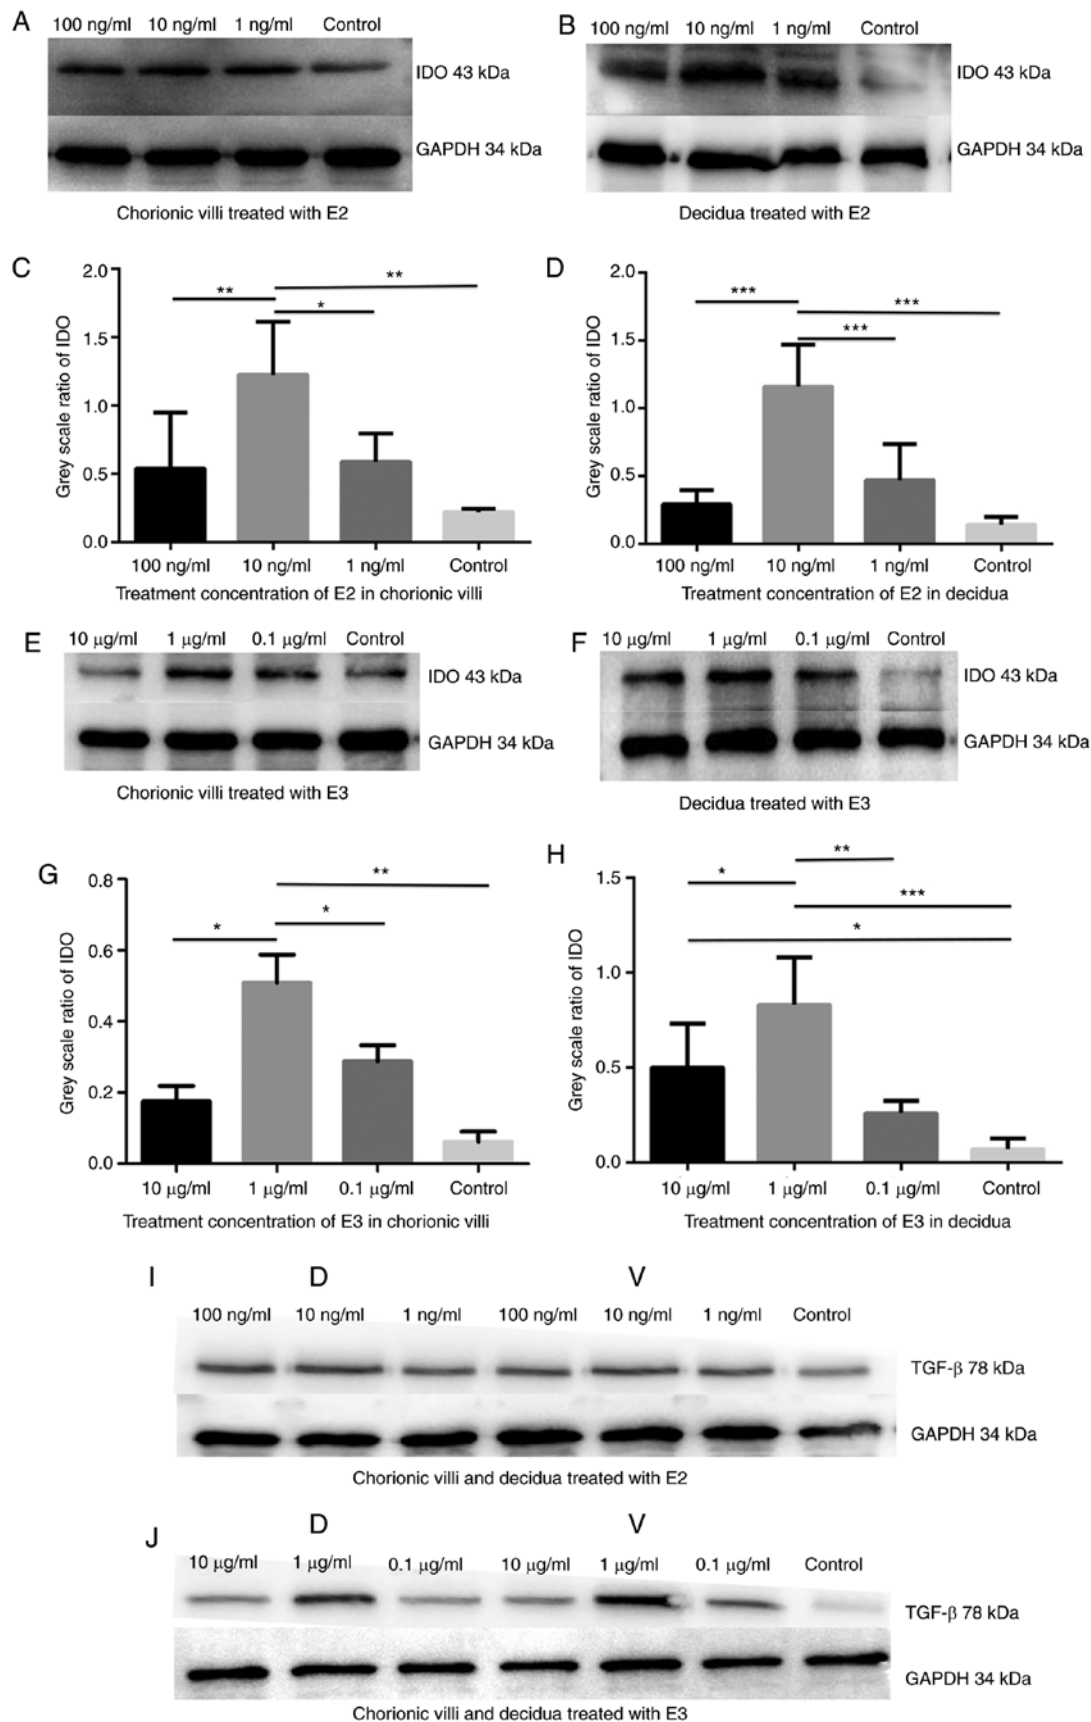 A
100 ng/ml 10 ng/ml 1 ng/ml Control
IDO 43 kDa
GAPDH 34 kDa
Chorionic villi treated with E2
B
100 ng/ml 10 ng/ml 1 ng/ml Control
IDO 43 kDa
GAPDH 34 kDa
Decidua treated with E2
C
Grey scale ratio of IDO
2.0
1.5
1.0
0.5
0.0
** * **
100 ng/ml 10 ng/ml 1 ng/ml Control
Treatment concentration of E2 in chorionic villi
D
Grey scale ratio of IDO
2.0
1.5
1.0
0.5
0.0
*** *** ***
100 ng/ml 10 ng/ml 1 ng/ml Control
Treatment concentration of E2 in decidua
E
10 µg/ml 1 µg/ml 0.1 µg/ml Control
IDO 43 kDa
GAPDH 34 kDa
Chorionic villi treated with E3
F
10 µg/ml 1 µg/ml 0.1 µg/ml Control
IDO 43 kDa
GAPDH 34 kDa
Decidua treated with E3
G
Grey scale ratio of IDO
0.8
0.6
0.4
0.2
0.0
* * **
10 µg/ml 1 µg/ml 0.1 µg/ml Control
Treatment concentration of E3 in chorionic villi
H
Grey scale ratio of IDO
1.5
1.0
0.5
0.0
* ** *** *
10 µg/ml 1 µg/ml 0.1 µg/ml Control
Treatment concentration of E3 in decidua
I
D V
100 ng/ml 10 ng/ml 1 ng/ml 100 ng/ml 10 ng/ml 1 ng/ml Control
TGF-β 78 kDa
GAPDH 34 kDa
Chorionic villi and decidua treated with E2
J
D V
10 µg/ml 1 µg/ml 0.1 µg/ml 10 µg/ml 1 µg/ml 0.1 µg/ml Control
TGF-β 78 kDa
GAPDH 34 kDa
Chorionic villi and decidua treated with E3